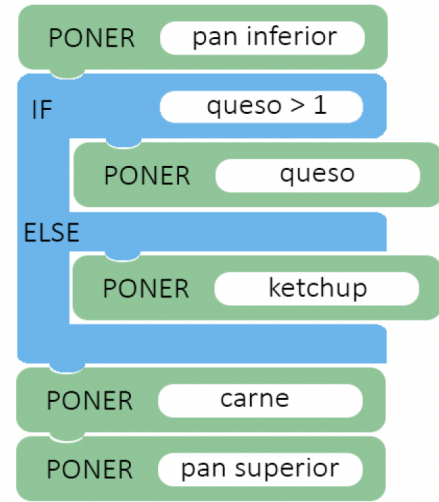 PONER pan inferior
IF queso > 1
PONER queso
ELSE
PONER ketchup
PONER carne
PONER pan superior